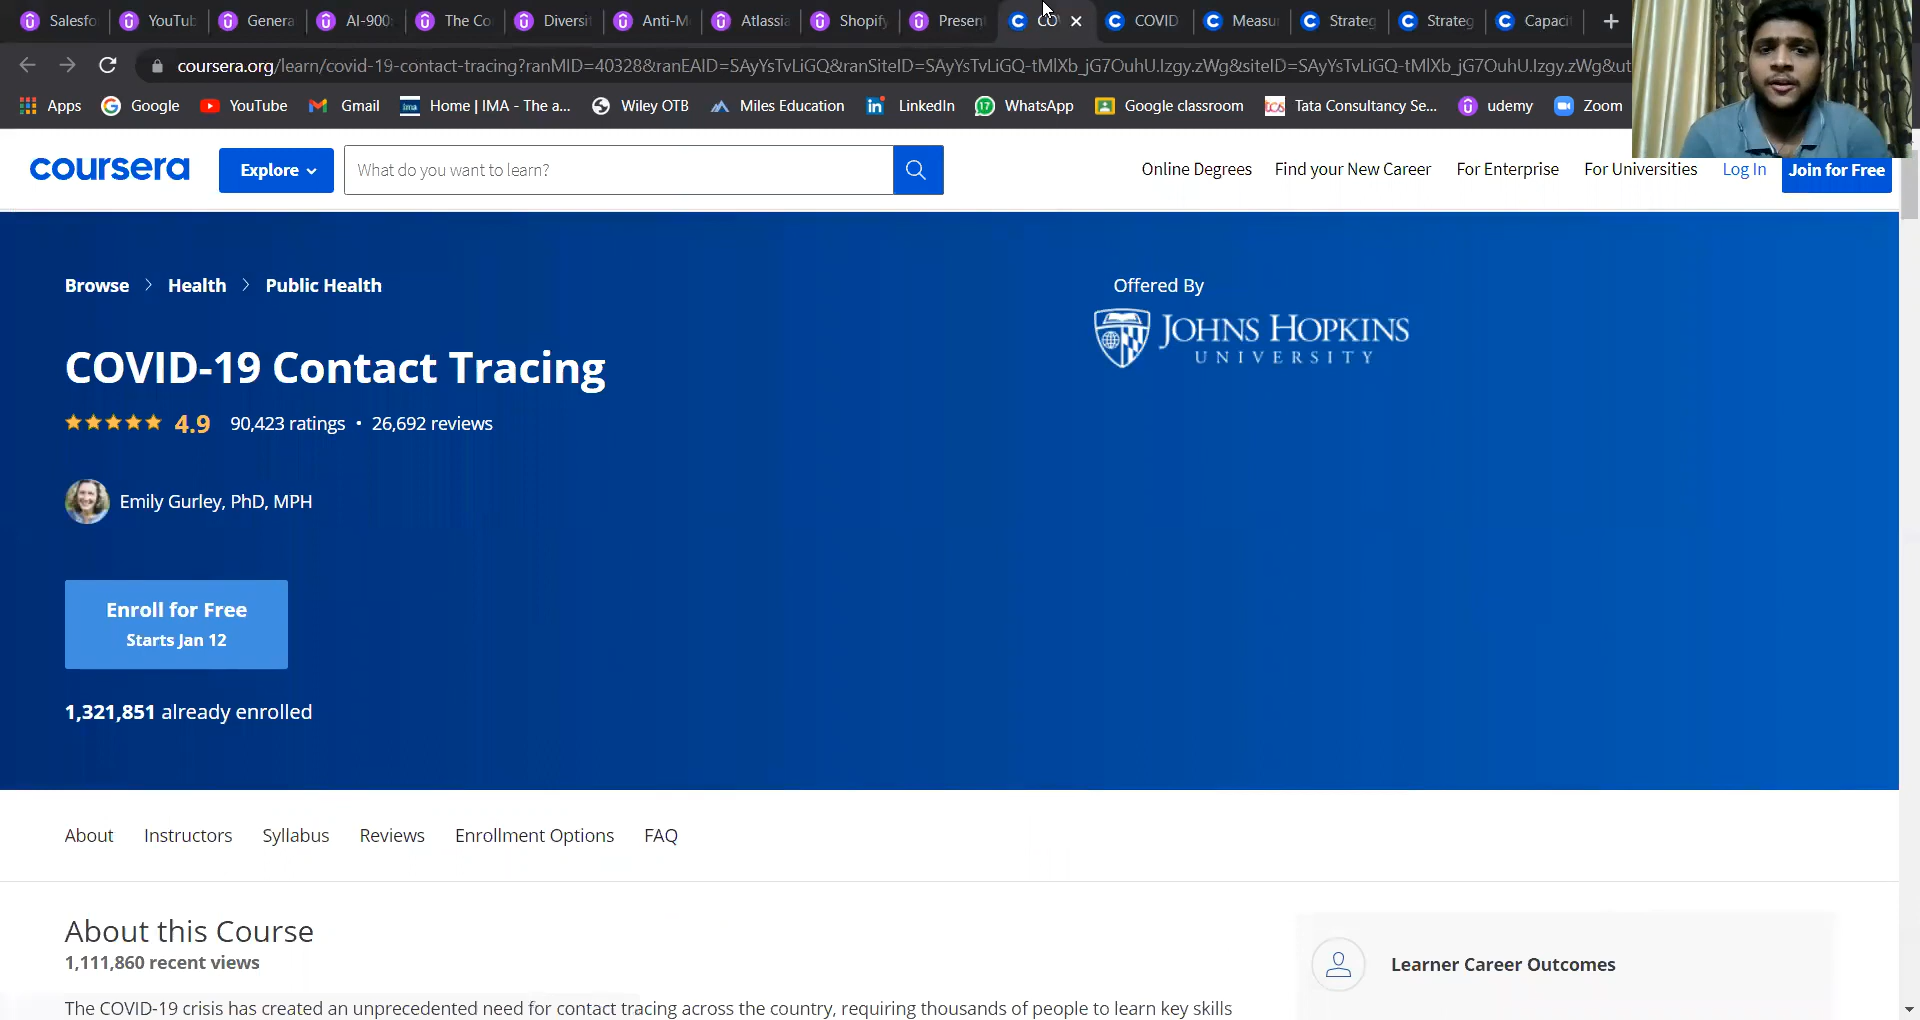 Salesfo YouTub Genera AI-900: The Co Diversit Anti-M Atlassia Shopify Present CO COVID Measu Strateg Strateg Capacit
coursera.org/learn/covid-19-contact-tracing?ranMID=40328&ranEAID=SAyYsTvLiGQ&ranSiteID=SAyYsTvLiGQ-tMlXb_jG7OuhU.Izgy.zWg&siteID=SAyYsTvLiGQ-tMlXb_jG7OuhU.Izgy.zWg&ut
Apps Google YouTube Gmail Home | IMA - The a... Wiley OTB Miles Education LinkedIn WhatsApp Google classroom Tata Consultancy Se... udemy Zoom
coursera Explore What do you want to learn? Online Degrees Find your New Career For Enterprise For Universities Log In Join for Free
Browse > Health > Public Health
Offered By
JOHNS HOPKINS
UNIVERSITY
COVID-19 Contact Tracing
4.9 90,423 ratings • 26,692 reviews
Emily Gurley, PhD, MPH
Enroll for Free
Starts Jan 12
1,321,851 already enrolled
About Instructors Syllabus Reviews Enrollment Options FAQ
About this Course
1,111,860 recent views
Learner Career Outcomes
The COVID-19 crisis has created an unprecedented need for contact tracing across the country, requiring thousands of people to learn key skills